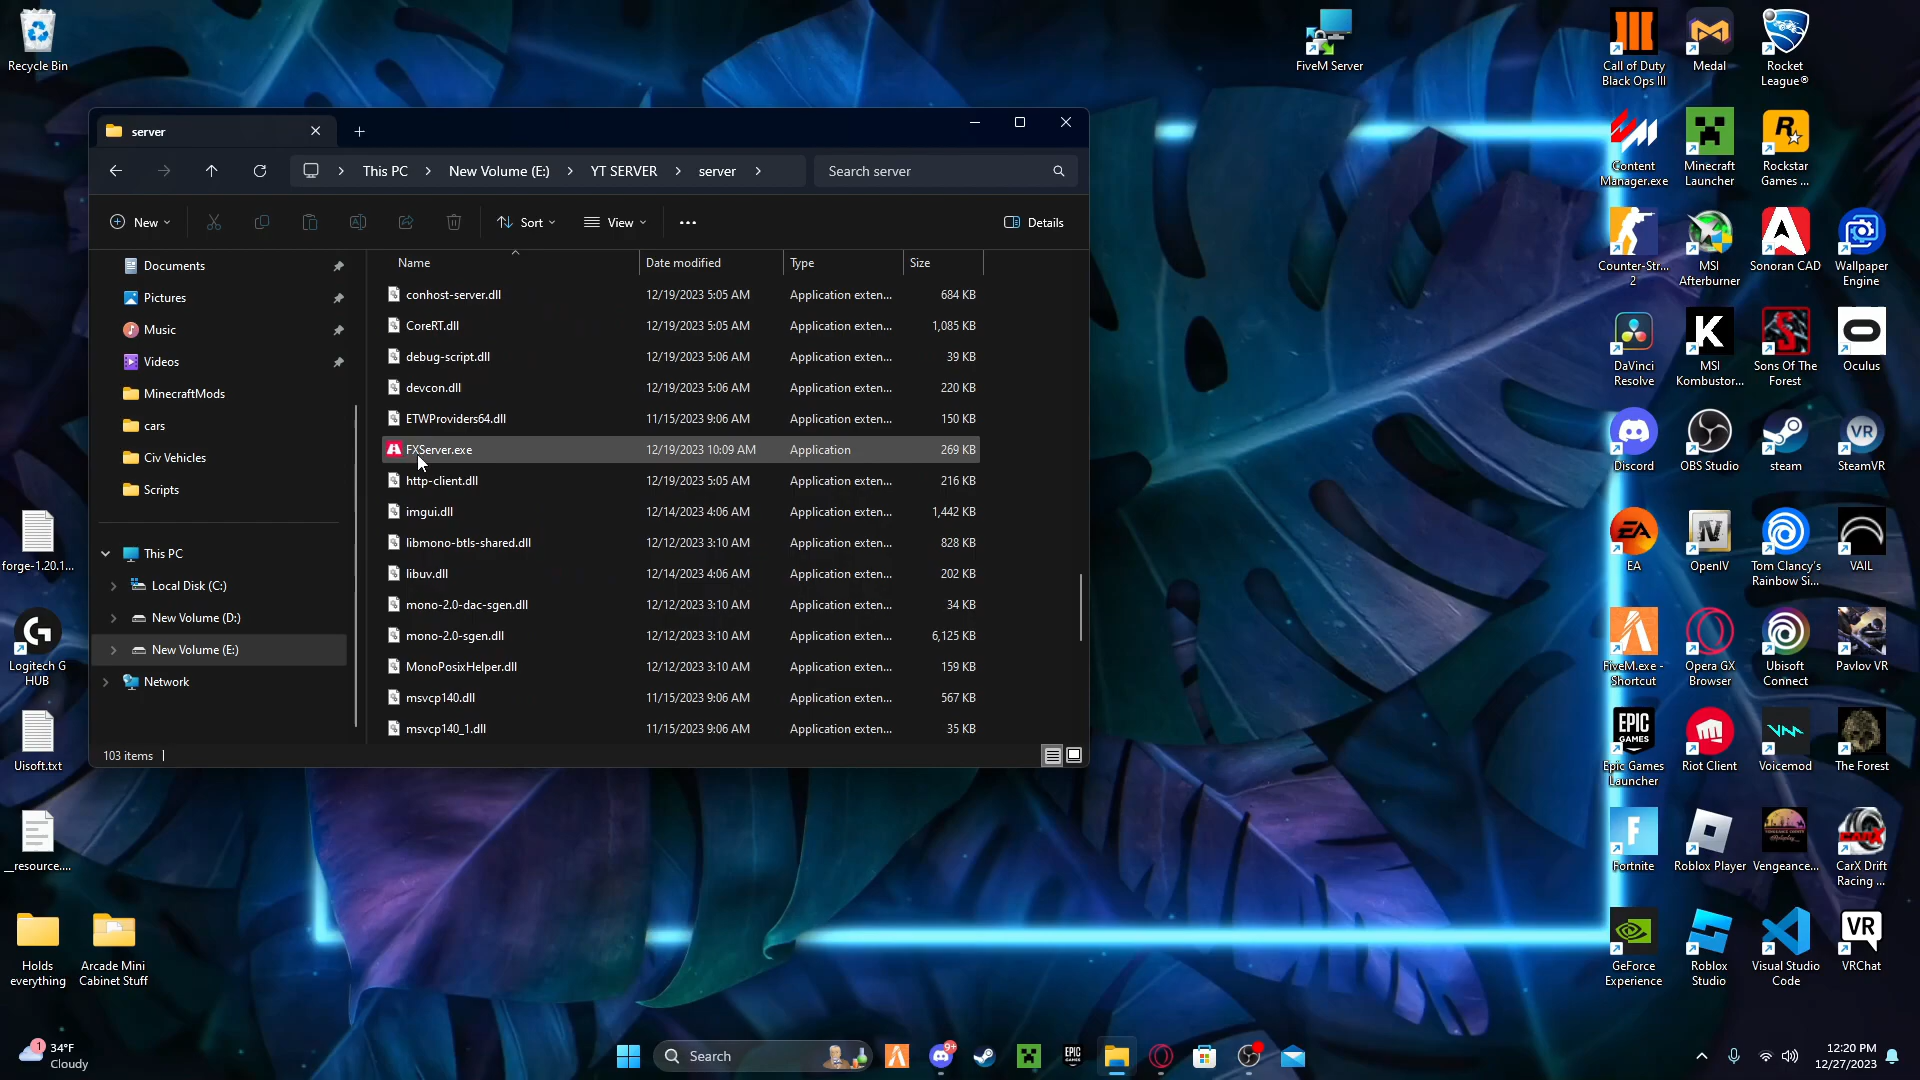 Recycle Bin
FiveM Server
Call of Duty
Black Ops III
Medal
Rocket
League®
server
This PC
New Volume (E:)
YT SERVER
server
Search server
New
Sort
View
Details
Documents
Pictures
Music
Videos
MinecraftMods
cars
Civ Vehicles
Scripts
This PC
Local Disk (C:)
New Volume (D:)
New Volume (E:)
Network
Name Date modified Type Size
conhost-server.dll 12/19/2023 5:05 AM Application exten... 684 KB
CoreRT.dll 12/19/2023 5:05 AM Application exten... 1,085 KB
debug-script.dll 12/19/2023 5:06 AM Application exten... 39 KB
devcon.dll 12/19/2023 5:06 AM Application exten... 220 KB
ETWProviders64.dll 11/15/2023 9:06 AM Application exten... 150 KB
FXServer.exe 12/19/2023 10:09 AM Application 269 KB
http-client.dll 12/19/2023 5:05 AM Application exten... 216 KB
imgui.dll 12/14/2023 4:06 AM Application exten... 1,442 KB
libmono-btls-shared.dll 12/12/2023 3:10 AM Application exten... 828 KB
libuv.dll 12/14/2023 4:06 AM Application exten... 202 KB
mono-2.0-dac-sgen.dll 12/12/2023 3:10 AM Application exten... 34 KB
mono-2.0-sgen.dll 12/12/2023 3:10 AM Application exten... 6,125 KB
MonoPosixHelper.dll 12/12/2023 3:10 AM Application exten... 159 KB
msvcp140.dll 11/15/2023 9:06 AM Application exten... 567 KB
msvcp140_1.dll 11/15/2023 9:06 AM Application exten... 35 KB
103 items
forge-1.20.1...
Logitech G
HUB
Uisoft.txt
__resource....
Holds
everything
Arcade Mini
Cabinet Stuff
Content
Manager.exe
Minecraft
Launcher
Rockstar
Games ...
Counter-Str...
2
MSI
Afterburner
Sonoran CAD
Wallpaper
Engine
DaVinci
Resolve
MSI
Kombustor...
Sons Of The
Forest
Oculus
Discord
OBS Studio
steam
VR
SteamVR
EA
EA
OpenIV
Tom Clancy's
Rainbow Si...
VAIL
FiveM.exe -
Shortcut
Opera GX
Browser
Ubisoft
Connect
Pavlov VR
EPIC
GAMES
Epic Games
Launcher
Riot Client
Voicemod
The Forest
Fortnite
Roblox Player
Vengeance...
CarX Drift
Racing ...
GeForce
Experience
Roblox
Studio
Visual Studio
Code
VR
VRChat
1
34°F
Cloudy
Search
9+
EPIC
12:20 PM
12/27/2023